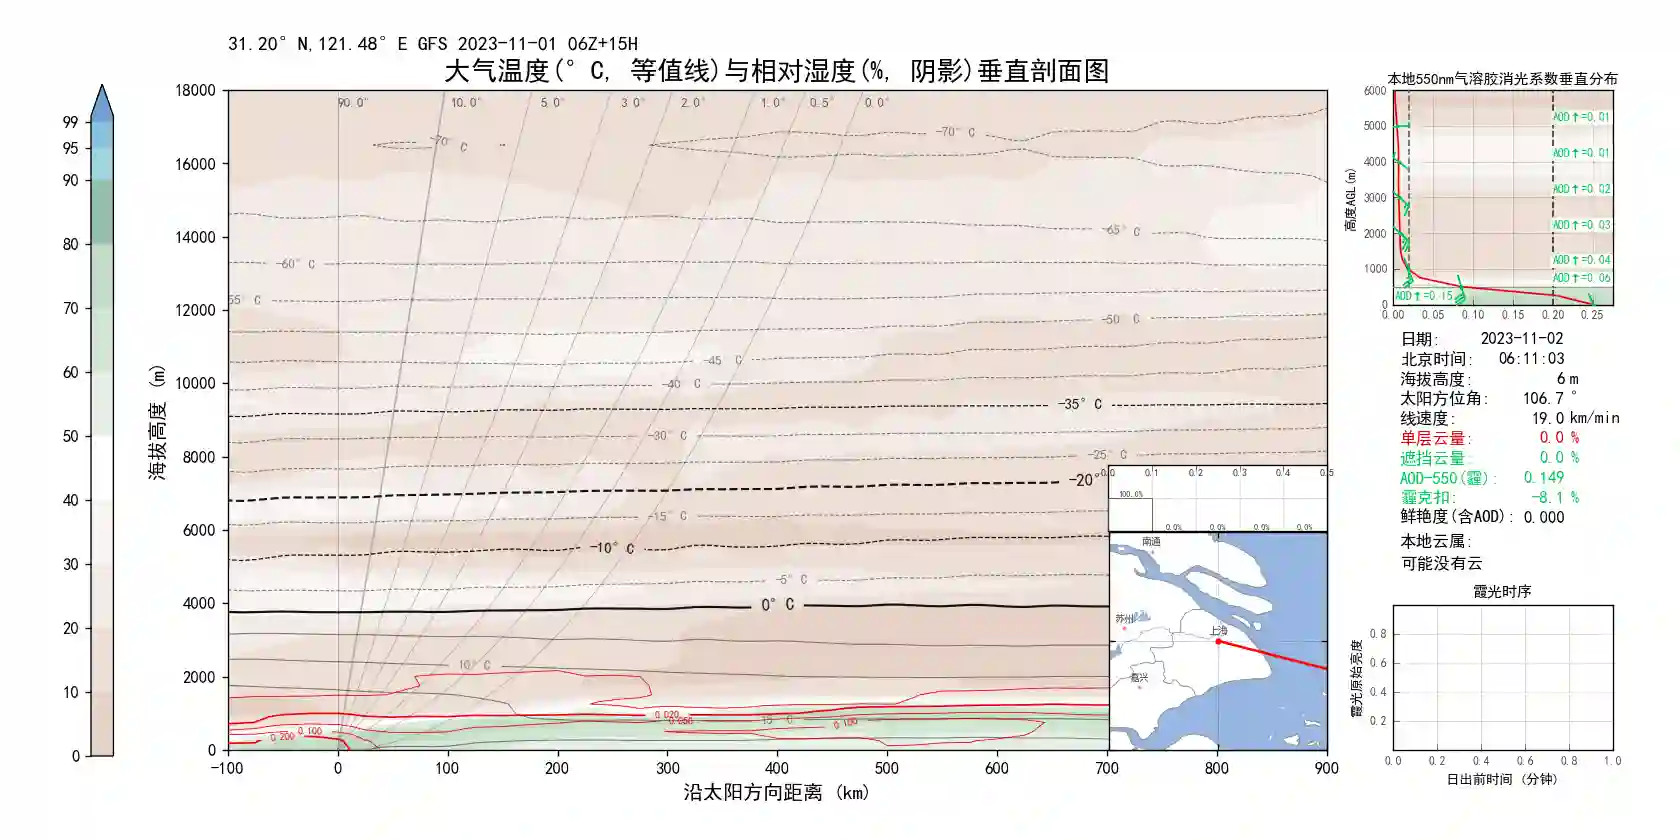 31.20° N,121.48° E GFS 2023-11-01 06Z+15H
大气温度(° C, 等值线)与相对湿度(%, 阴影)垂直剖面图
99
95
90
80
70
60
50
40
30
20
10
0
海拔高度 (m)
18000
16000
14000
12000
10000
8000
6000
4000
2000
0
90.0° 10.0° 5.0° 3.0° 2.0° 1.0° 0.5° 0.0°
-70° C
-70° C
-65° C
-60° C
55° C
-50° C
-45 C
-40 C
-35° C
-30° C
-25° C
-20°
-15° C
-10° C
-5° C
0° C
10° C
15 C
0.020
0.050
0.100
0.100
0.200
-100 0 100 200 300 400 500 600 700 800 900
沿太阳方向距离 (km)
0.0 0.1 0.2 0.3 0.4 0.5
100.0%
0.0% 0.0% 0.0% 0.0%
南通
苏州
上海
嘉兴
本地550nm气溶胶消光系数垂直分布
高度AGL(m)
6000
5000
4000
3000
2000
1000
0
AOD↑=0.01
AOD↑=0.01
AOD↑=0.02
AOD↑=0.03
AOD↑=0.04
AOD↑=0.06
AOD↑=0.15
0.00 0.05 0.10 0.15 0.20 0.25
日期: 2023-11-02
北京时间: 06:11:03
海拔高度: 6 m
太阳方位角: 106.7 °
线速度: 19.0 km/min
单层云量: 0.0 %
遮挡云量: 0.0 %
AOD-550(霾): 0.149
霾克扣: -8.1 %
鲜艳度(含AOD): 0.000
本地云属:
可能没有云
霞光时序
霞光原始亮度
0.8
0.6
0.4
0.2
0.0 0.2 0.4 0.6 0.8 1.0
日出前时间 (分钟)